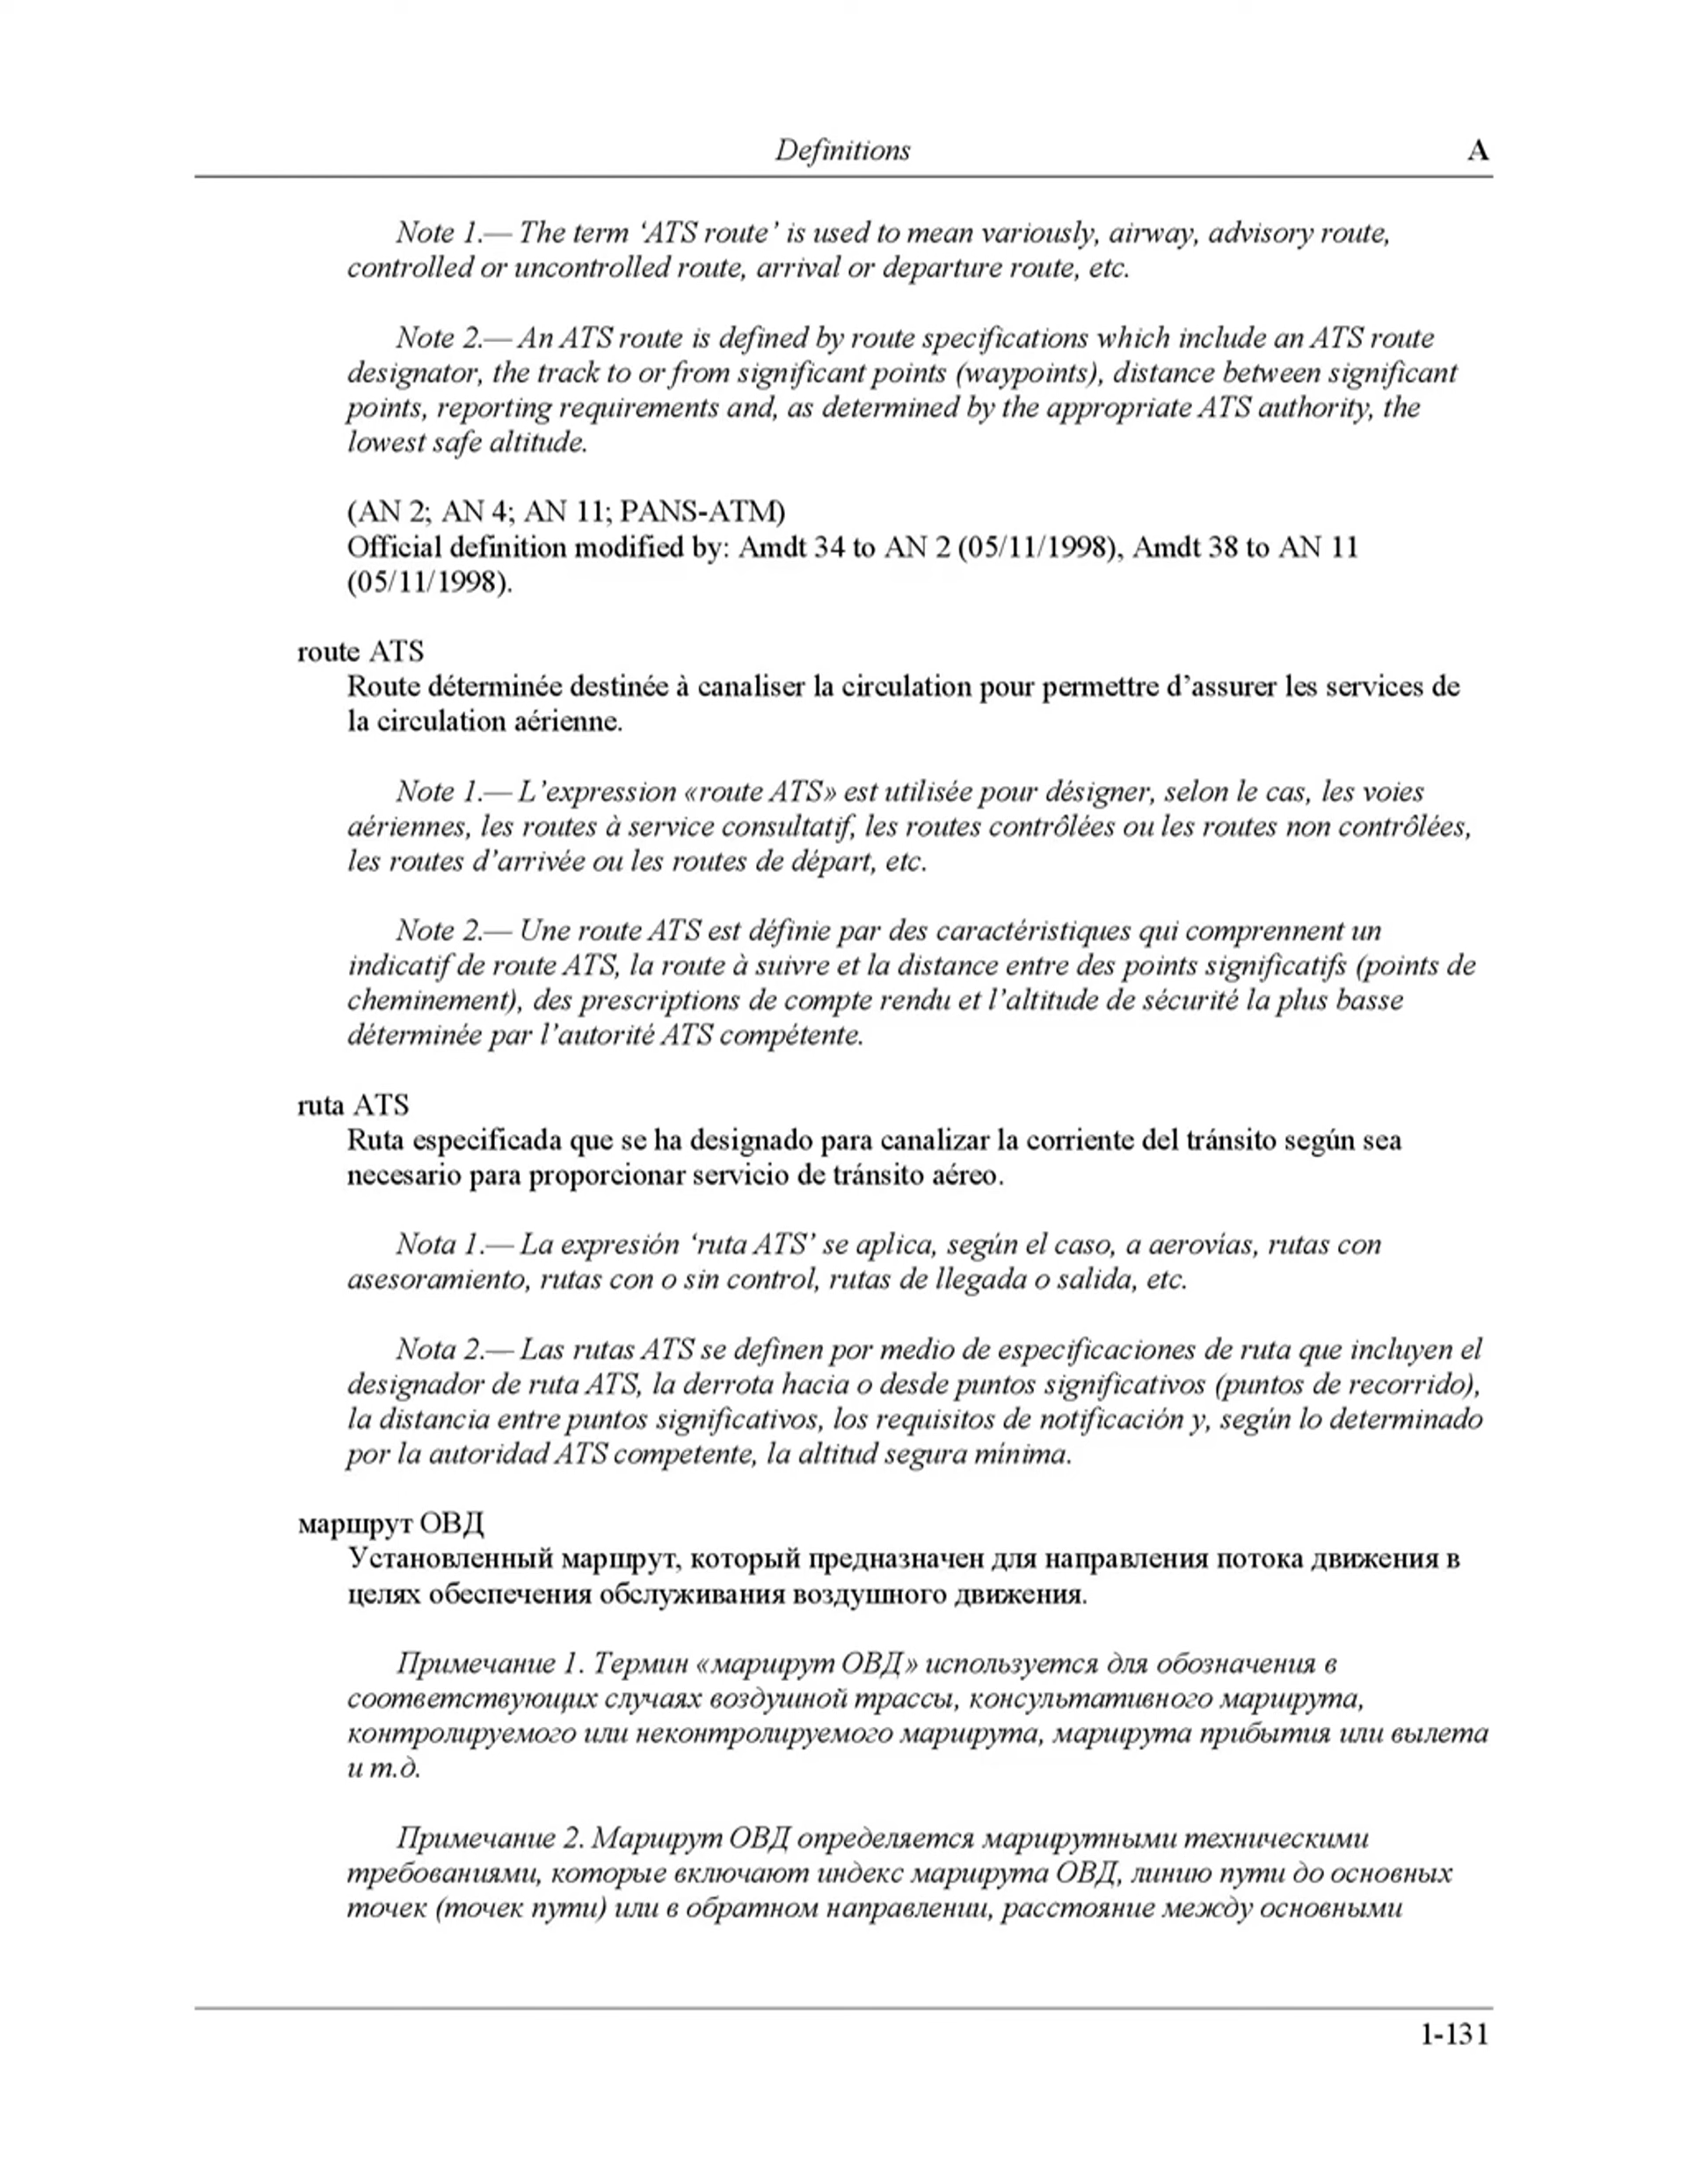 Definitions A
Note 1.— The term ‘ATS route’ is used to mean variously, airway, advisory route,
controlled or uncontrolled route, arrival or departure route, etc.
Note 2.— An ATS route is defined by route specifications which include an ATS route
designator, the track to or from significant points (waypoints), distance between significant
points, reporting requirements and, as determined by the appropriate ATS authority, the
lowest safe altitude.
(AN 2; AN 4; AN 11; PANS-ATM)
Official definition modified by: Amdt 34 to AN 2 (05/11/1998), Amdt 38 to AN 11
(05/11/1998).
route ATS
Route déterminée destinée à canaliser la circulation pour permettre d’assurer les services de
la circulation aérienne.
Note 1.— L’expression «route ATS» est utilisée pour désigner, selon le cas, les voies
aériennes, les routes à service consultatif, les routes contrôlées ou les routes non contrôlées,
les routes d’arrivée ou les routes de départ, etc.
Note 2.— Une route ATS est définie par des caractéristiques qui comprennent un
indicatif de route ATS, la route à suivre et la distance entre des points significatifs (points de
cheminement), des prescriptions de compte rendu et l’altitude de sécurité la plus basse
déterminée par l’autorité ATS compétente.
ruta ATS
Ruta especificada que se ha designado para canalizar la corriente del tránsito según sea
necesario para proporcionar servicio de tránsito aéreo.
Nota 1.— La expresión ‘ruta ATS’ se aplica, según el caso, a aerovías, rutas con
asesoramiento, rutas con o sin control, rutas de llegada o salida, etc.
Nota 2.— Las rutas ATS se definen por medio de especificaciones de ruta que incluyen el
designador de ruta ATS, la derrota hacia o desde puntos significativos (puntos de recorrido),
la distancia entre puntos significativos, los requisitos de notificación y, según lo determinado
por la autoridad ATS competente, la altitud segura mínima.
маршрут ОВД
Установленный маршрут, который предназначен для направления потока движения в
целях обеспечения обслуживания воздушного движения.
Примечание 1. Термин «маршрут ОВД» используется для обозначения в
соответствующих случаях воздушной трассы, консультативного маршрута,
контролируемого или неконтролируемого маршрута, маршрута прибытия или вылета
и т.д.
Примечание 2. Маршрут ОВД определяется маршрутными техническими
требованиями, которые включают индекс маршрута ОВД, линию пути до основных
точек (точек пути) или в обратном направлении, расстояние между основными
1-131